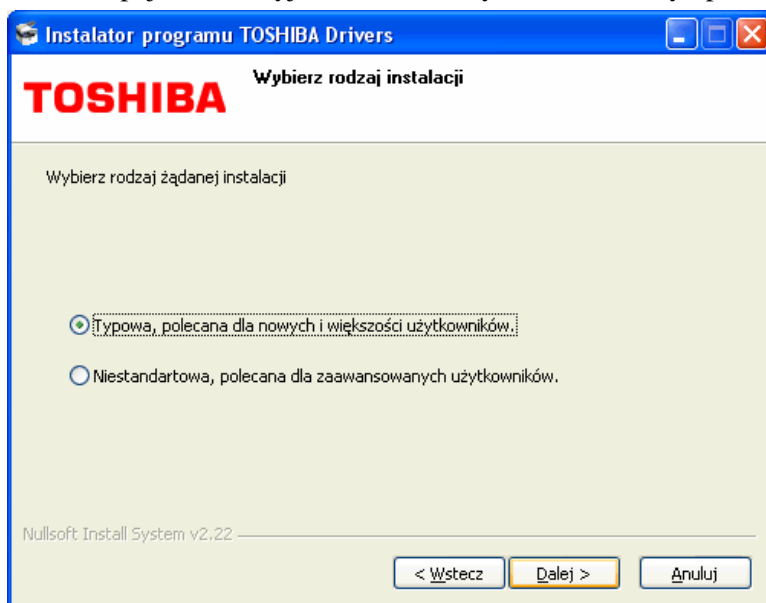 Instalator programu TOSHIBA Drivers
TOSHIBA
Wybierz rodzaj instalacji
Wybierz rodzaj żądanej instalacji
Typowa, polecana dla nowych i większości użytkowników.
Niestandartowa, polecana dla zaawansowanych użytkowników.
Nullsoft Install System v2.22
< Wstecz
Dalej >
Anuluj